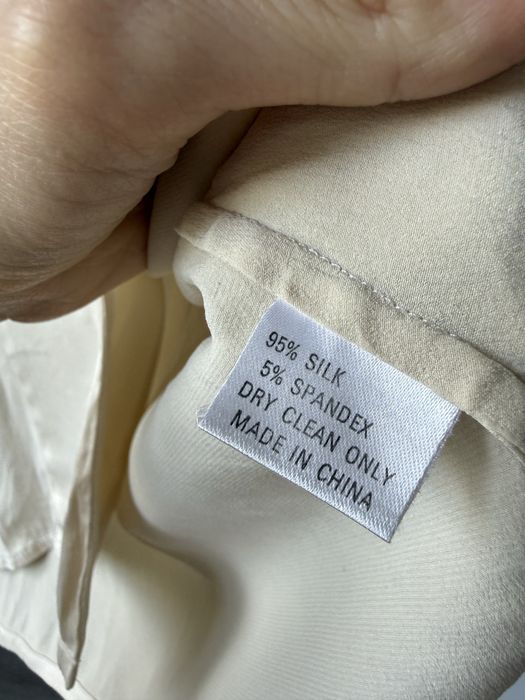 95% SILK
5% SPANDEX
DRY CLEAN ONLY
MADE IN CHINA